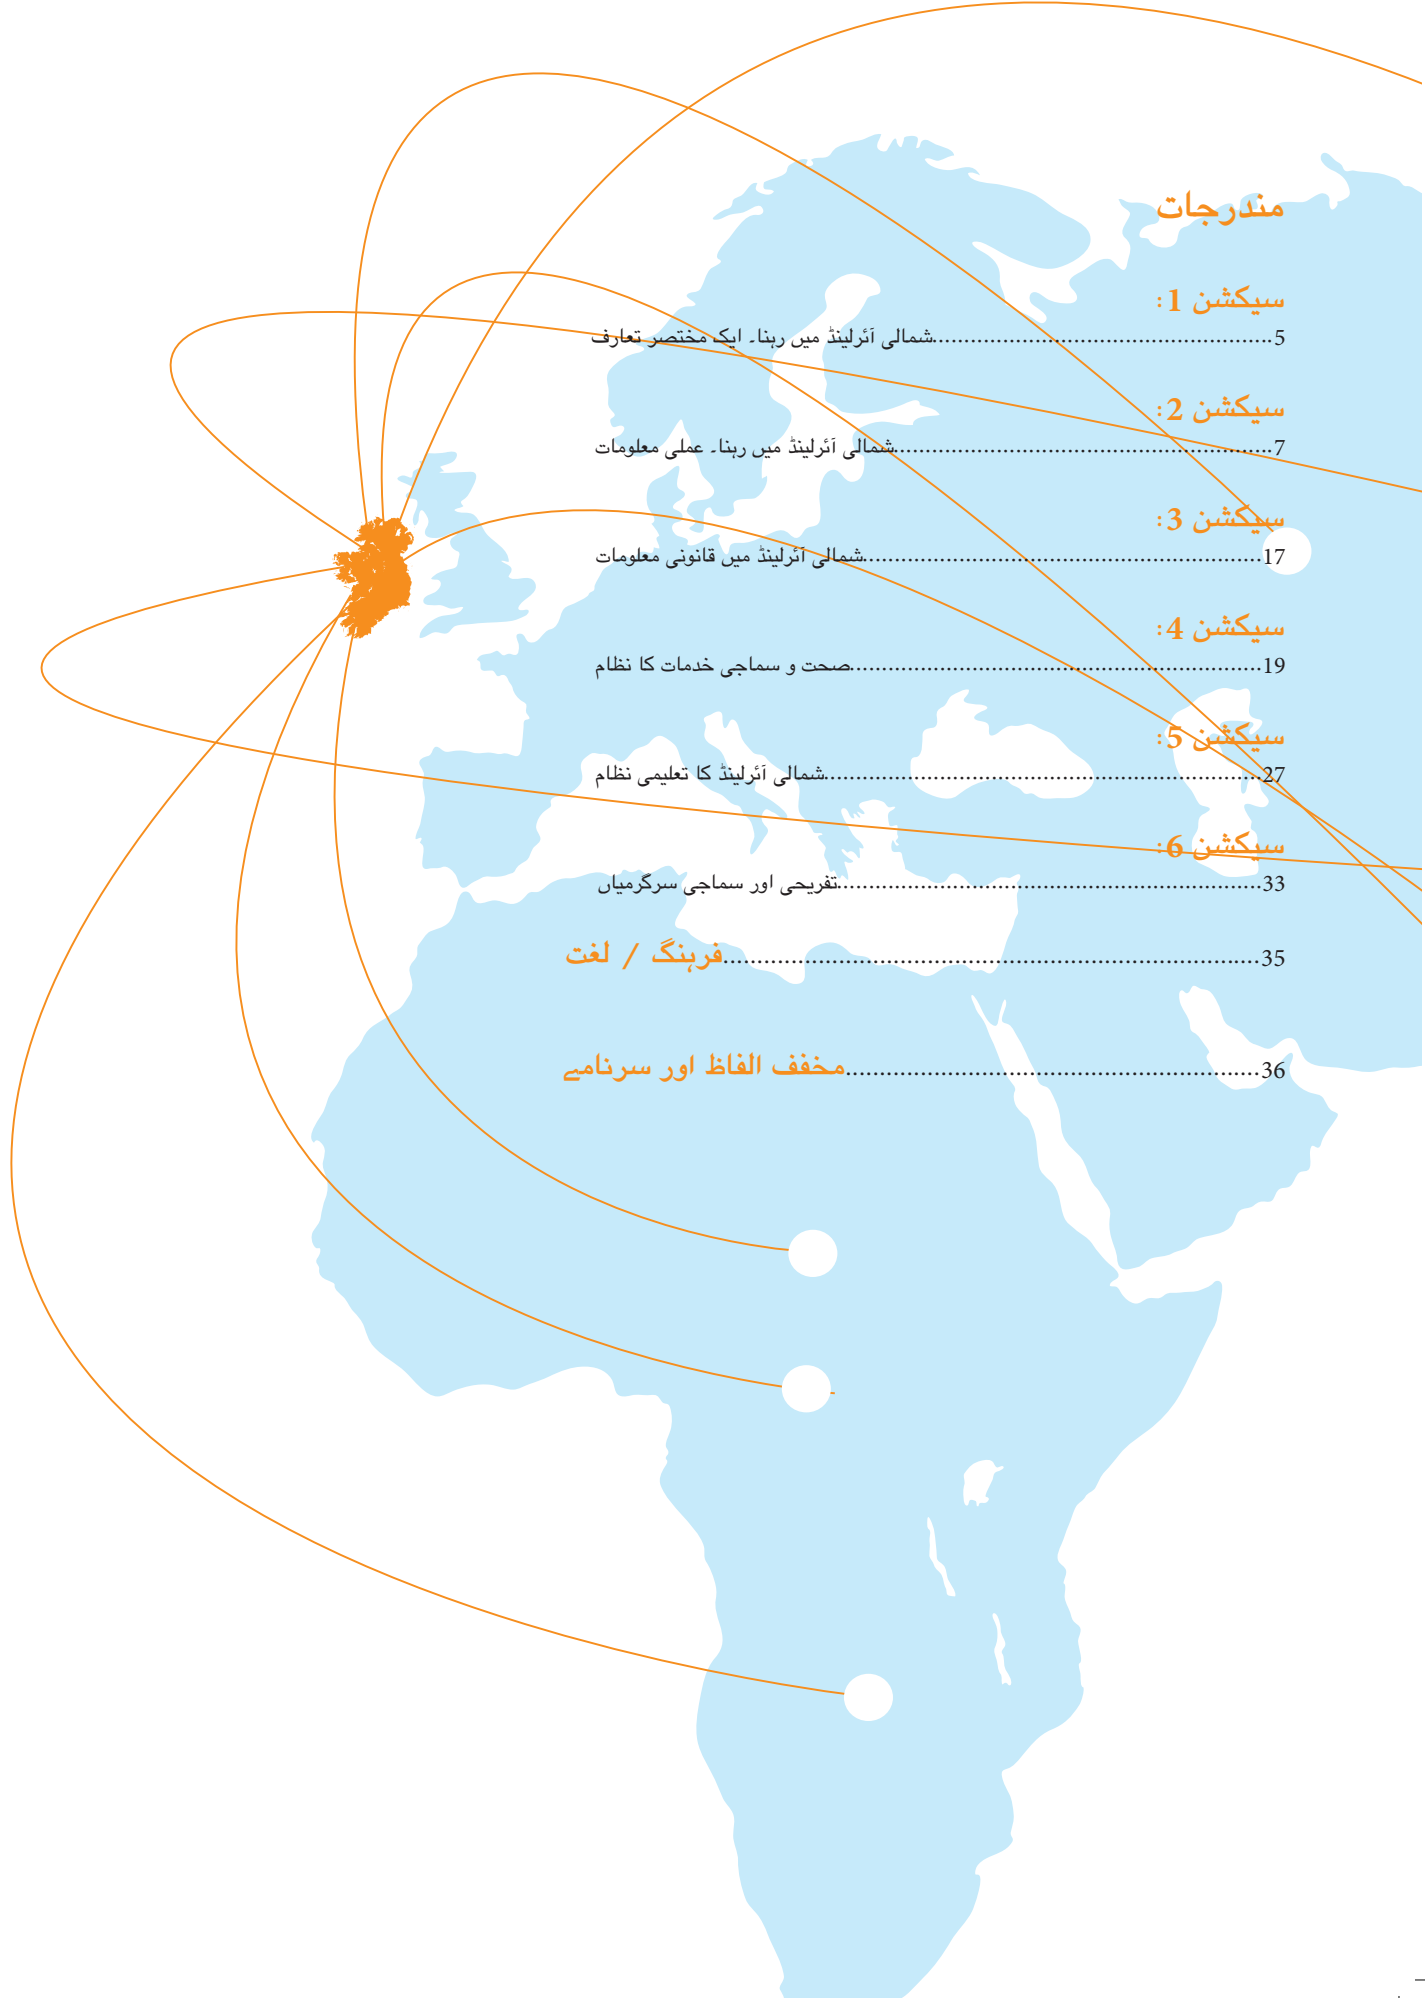 مندرجات
سیکشن 1:
شمالی آئرلینڈ میں رہنا۔ ایک مختصر تعارف....................................................5
سیکشن 2:
شمالی آئرلینڈ میں رہنا۔ عملی معلومات..........................................................7
سیکشن 3:
شمالی آئرلینڈ میں قانونی معلومات.............................................................17
سیکشن 4:
صحت و سماجی خدمات کا نظام...............................................................19
سیکشن 5:
شمالی آئرلینڈ کا تعلیمی نظام..................................................................27
سیکشن 6:
تفریحی اور سماجی سرگرمیاں.................................................................33
فرہنگ / لغت...............................................................................35
مخفف الفاظ اور سرنامے..............................................................36